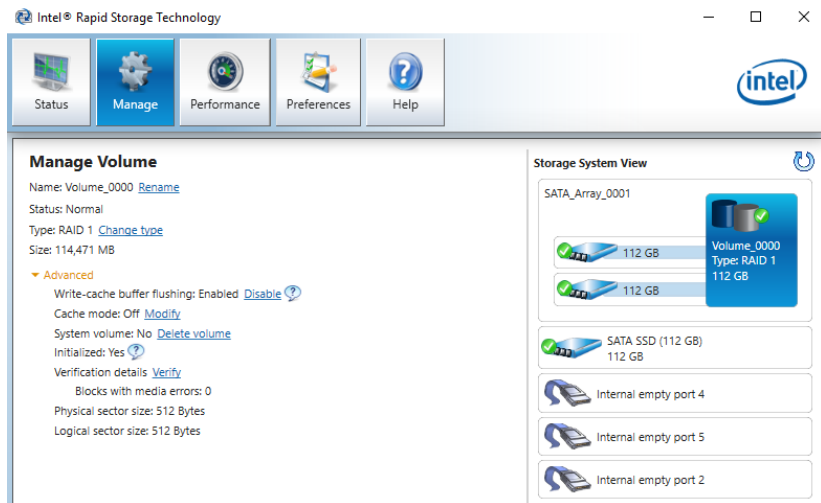 Intel® Rapid Storage Technology
Status
Manage
Performance
Preferences
Help
intel
Manage Volume
Name: Volume_0000 Rename
Status: Normal
Type: RAID 1 Change type
Size: 114,471 MB
Advanced
Write-cache buffer flushing: Enabled Disable ?
Cache mode: Off Modify
System volume: No Delete volume
Initialized: Yes ?
Verification details Verify
Blocks with media errors: 0
Physical sector size: 512 Bytes
Logical sector size: 512 Bytes
Storage System View
SATA_Array_0001
112 GB
112 GB
Volume_0000
Type: RAID 1
112 GB
SATA SSD (112 GB)
112 GB
Internal empty port 4
Internal empty port 5
Internal empty port 2